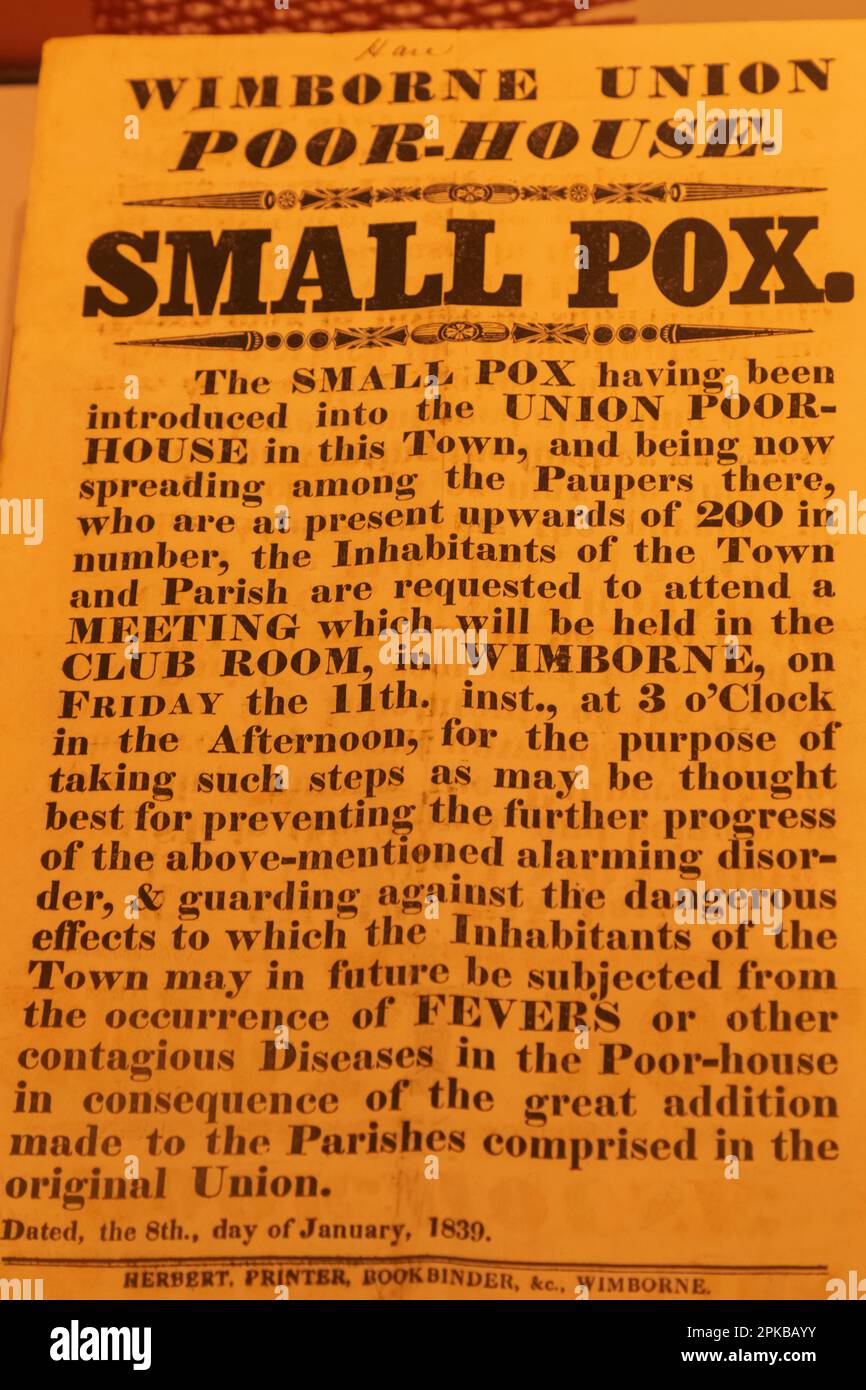 WIMBORNE UNION
POOR-HOUSE.
SMALL POX.
The SMALL POX having been
introduced into the UNION POOR-
HOUSE in this Town, and being now
spreading among the Paupers there,
who are at present upwards of 200 in
number, the Inhabitants of the Town
and Parish are requested to attend a
MEETING which will be held in the
CLUB ROOM, in WIMBORNE, on
FRIDAY the 11th. inst., at 3 o'Clock
in the Afternoon, for the purpose of
taking such steps as may be thought
best for preventing the further progress
of the above-mentioned alarming disor-
der, & guarding against the dangerous
effects to which the Inhabitants of the
Town may in future be subjected from
the occurrence of FEVERS or other
contagious Diseases in the Poor-house
in consequence of the great addition
made to the Parishes comprised in the
original Union.
Dated, the 8th., day of January, 1839.
HERBERT, PRINTER, BOOKBINDER, &c., WIMBORNE.
a alamy
Image ID: 2PKBAYY
www.alamy.com